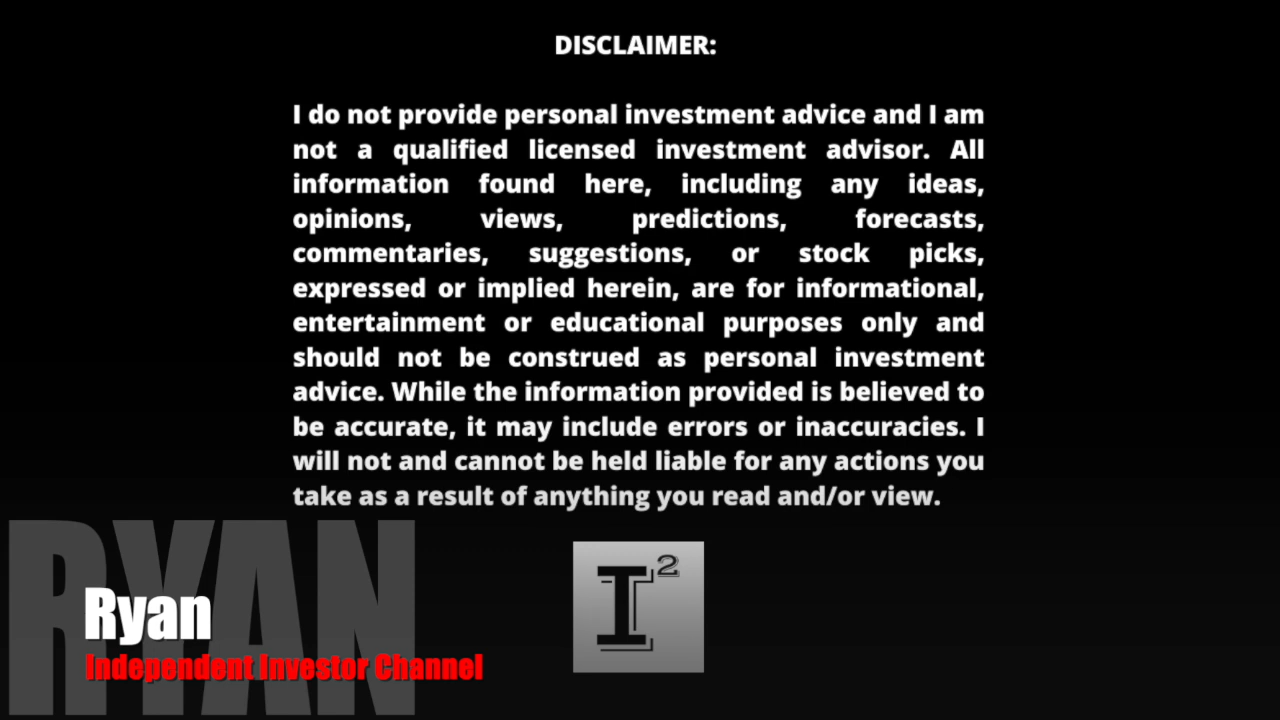 DISCLAIMER:
I do not provide personal investment advice and I am
not a qualified licensed investment advisor. All
information found here, including any ideas,
opinions, views, predictions, forecasts,
commentaries, suggestions, or stock picks,
expressed or implied herein, are for informational,
entertainment or educational purposes only and
should not be construed as personal investment
advice. While the information provided is believed to
be accurate, it may include errors or inaccuracies. I
will not and cannot be held liable for any actions you
take as a result of anything you read and/or view.
RYAN
Ryan
Independent Investor Channel
I²